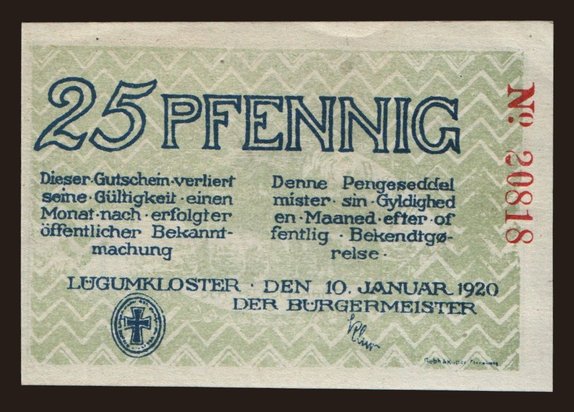 25 PFENNIG
Dieser·Gutschein·verliert
seine·Gültigkeit·einen
Monat·nach·erfolgter
öffentlicher·Bekannt-
machung
Denne Pengeseddel
mister·sin·Gyldighed
en·Maaned·efter·of
fentlig·Bekendtgø-
relse·
LÜGUMKLOSTER·DEN 10. JANUAR 1920
DER BÜRGERMEISTER
No 20818